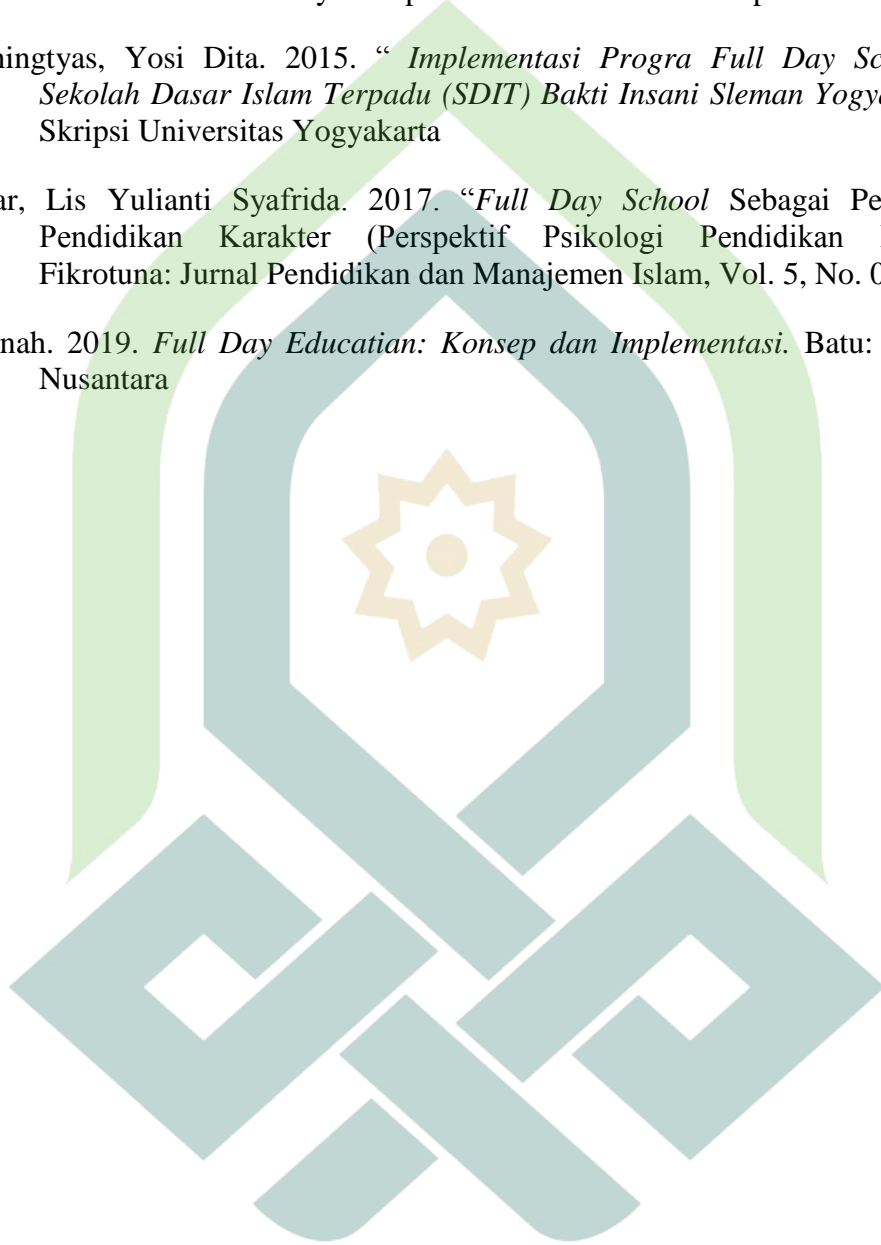 ningtyas, Yosi Dita. 2015. “ Implementasi Progra Full Day Sc
Sekolah Dasar Islam Terpadu (SDIT) Bakti Insani Sleman Yogya
Skripsi Universitas Yogyakarta
ar, Lis Yulianti Syafrida. 2017. “Full Day School Sebagai Pe
Pendidikan Karakter (Perspektif Psikologi Pendidikan
Fikrotuna: Jurnal Pendidikan dan Manajemen Islam, Vol. 5, No. 0
nah. 2019. Full Day Educatian: Konsep dan Implementasi. Batu:
Nusantara